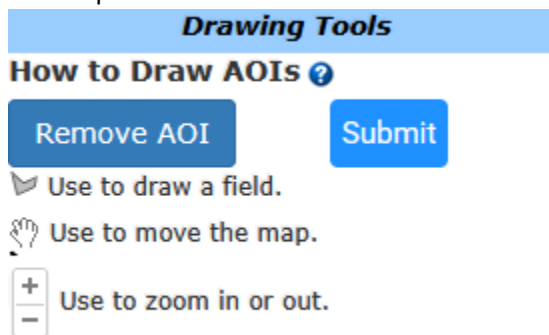 Drawing Tools
How to Draw AOIs ?
Remove AOI Submit
Use to draw a field.
Use to move the map.
+
Use to zoom in or out.
−